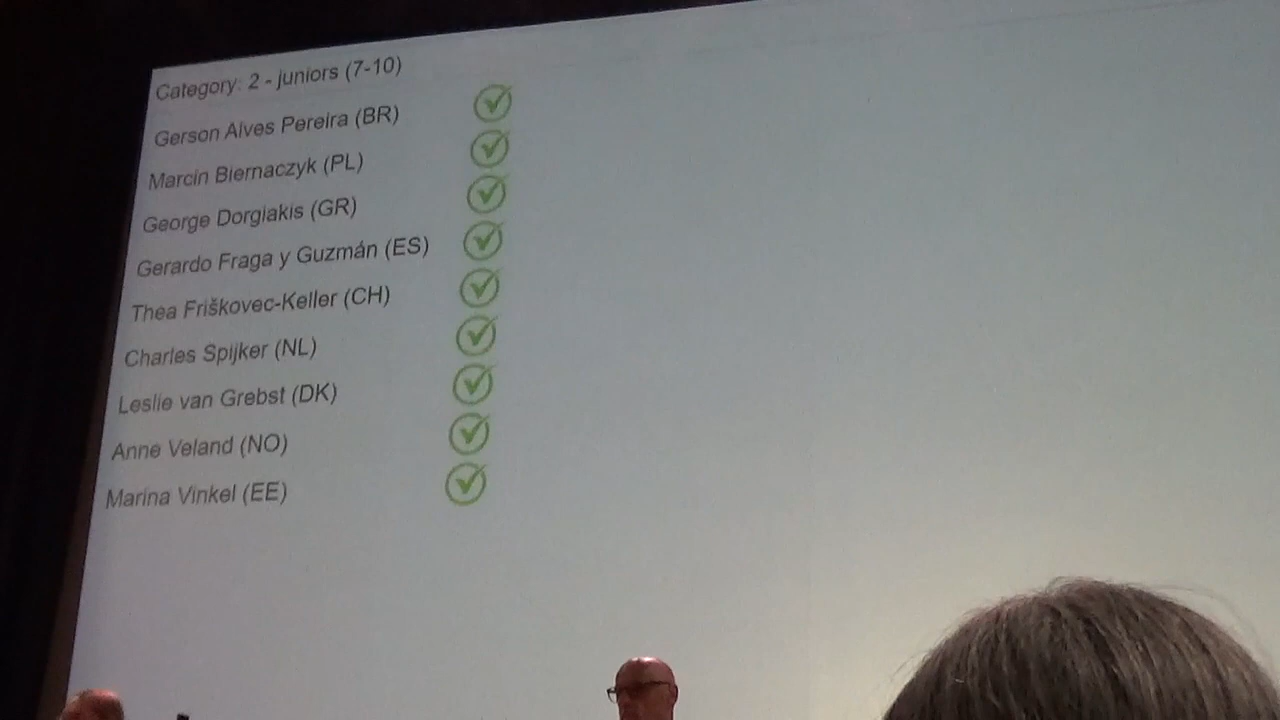 Category: 2 - juniors (7-10)
Gerson Alves Pereira (BR)
Marcin Biernaczyk (PL)
George Dorgiakis (GR)
Gerardo Fraga y Guzmán (ES)
Thea Friškovec-Keller (CH)
Charles Spijker (NL)
Leslie van Grebst (DK)
Anne Veland (NO)
Marina Vinkel (EE)